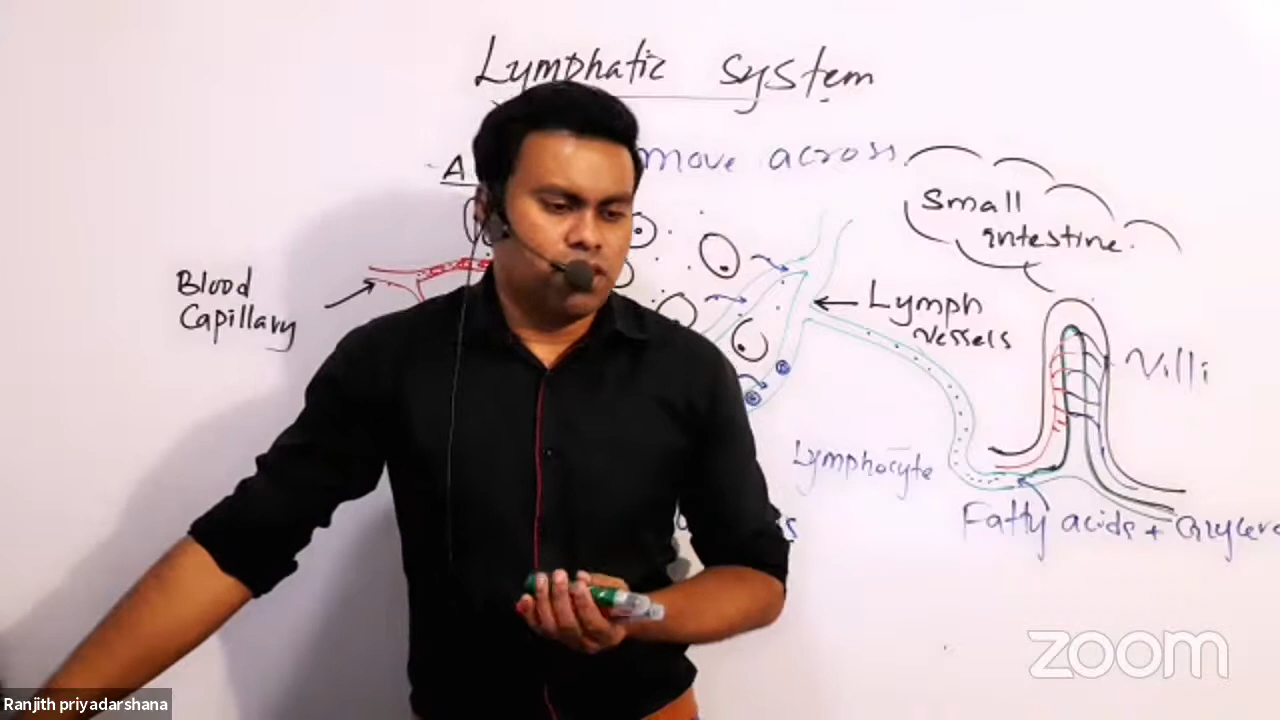 Lymphatic system
A move across
Small
intestine.
Blood
Capillary
Lymph
Vessels
Villi
Lymphocyte
Fatty acids +
zoom
Ranjith priyadarshana